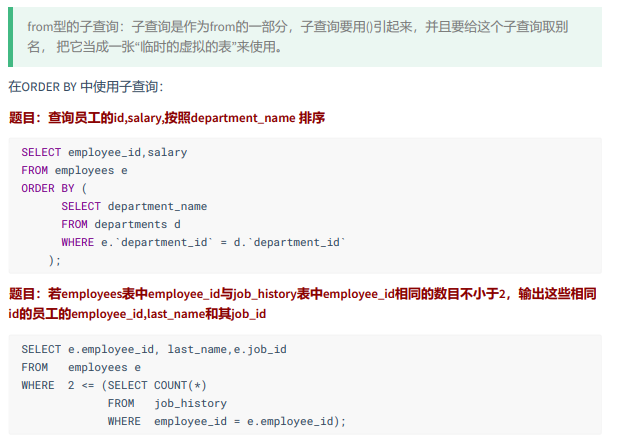 from型的子查询：子查询是作为from的一部分，子查询要用()引起来，并且要给这个子查询取别
名， 把它当成一张“临时的虚拟的表”来使用。
在ORDER BY 中使用子查询：
题目：查询员工的id,salary,按照department_name 排序
SELECT employee_id,salary
FROM employees e
ORDER BY (
SELECT department_name
FROM departments d
WHERE e.`department_id` = d.`department_id`
);
题目：若employees表中employee_id与job_history表中employee_id相同的数目不小于2，输出这些相同
id的员工的employee_id,last_name和其job_id
SELECT e.employee_id, last_name,e.job_id
FROM employees e
WHERE 2 <= (SELECT COUNT(*)
FROM job_history
WHERE employee_id = e.employee_id);